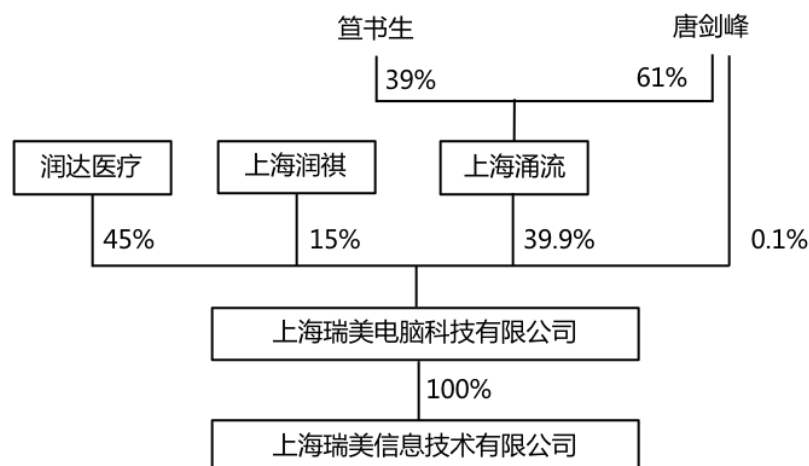 笪书生 唐剑峰
39% 61%
润达医疗 上海润祺 上海涌流
45% 15% 39.9% 0.1%
上海瑞美电脑科技有限公司
100%
上海瑞美信息技术有限公司